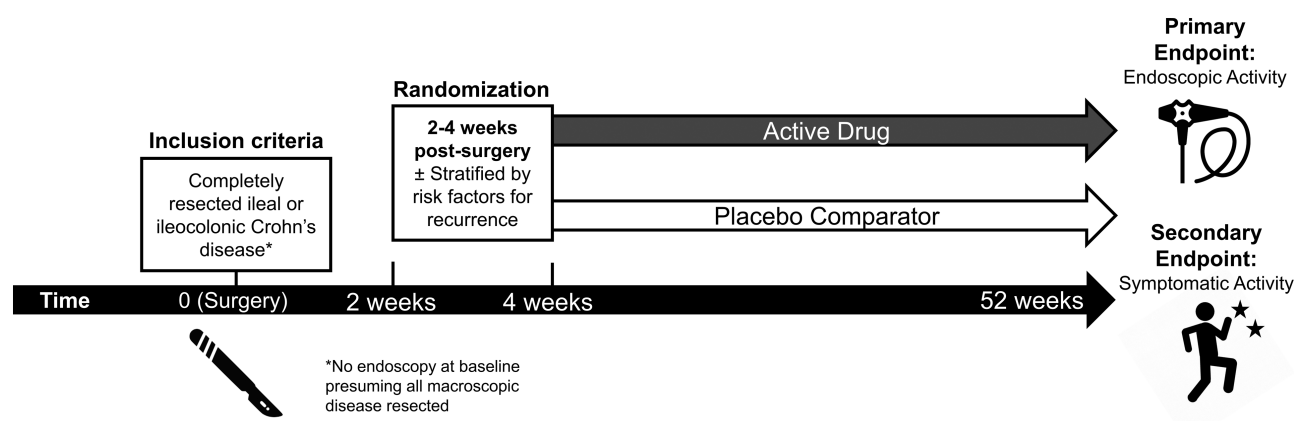 Primary
Endpoint:
Endoscopic Activity
Randomization
2-4 weeks
post-surgery
± Stratified by
risk factors for
recurrence
Active Drug
Inclusion criteria
Completely
resected ileal or
ileocolonic Crohn's
disease*
Placebo Comparator
Secondary
Endpoint:
Symptomatic Activity
Time 0 (Surgery) 2 weeks 4 weeks 52 weeks
*No endoscopy at baseline
presuming all macroscopic
disease resected